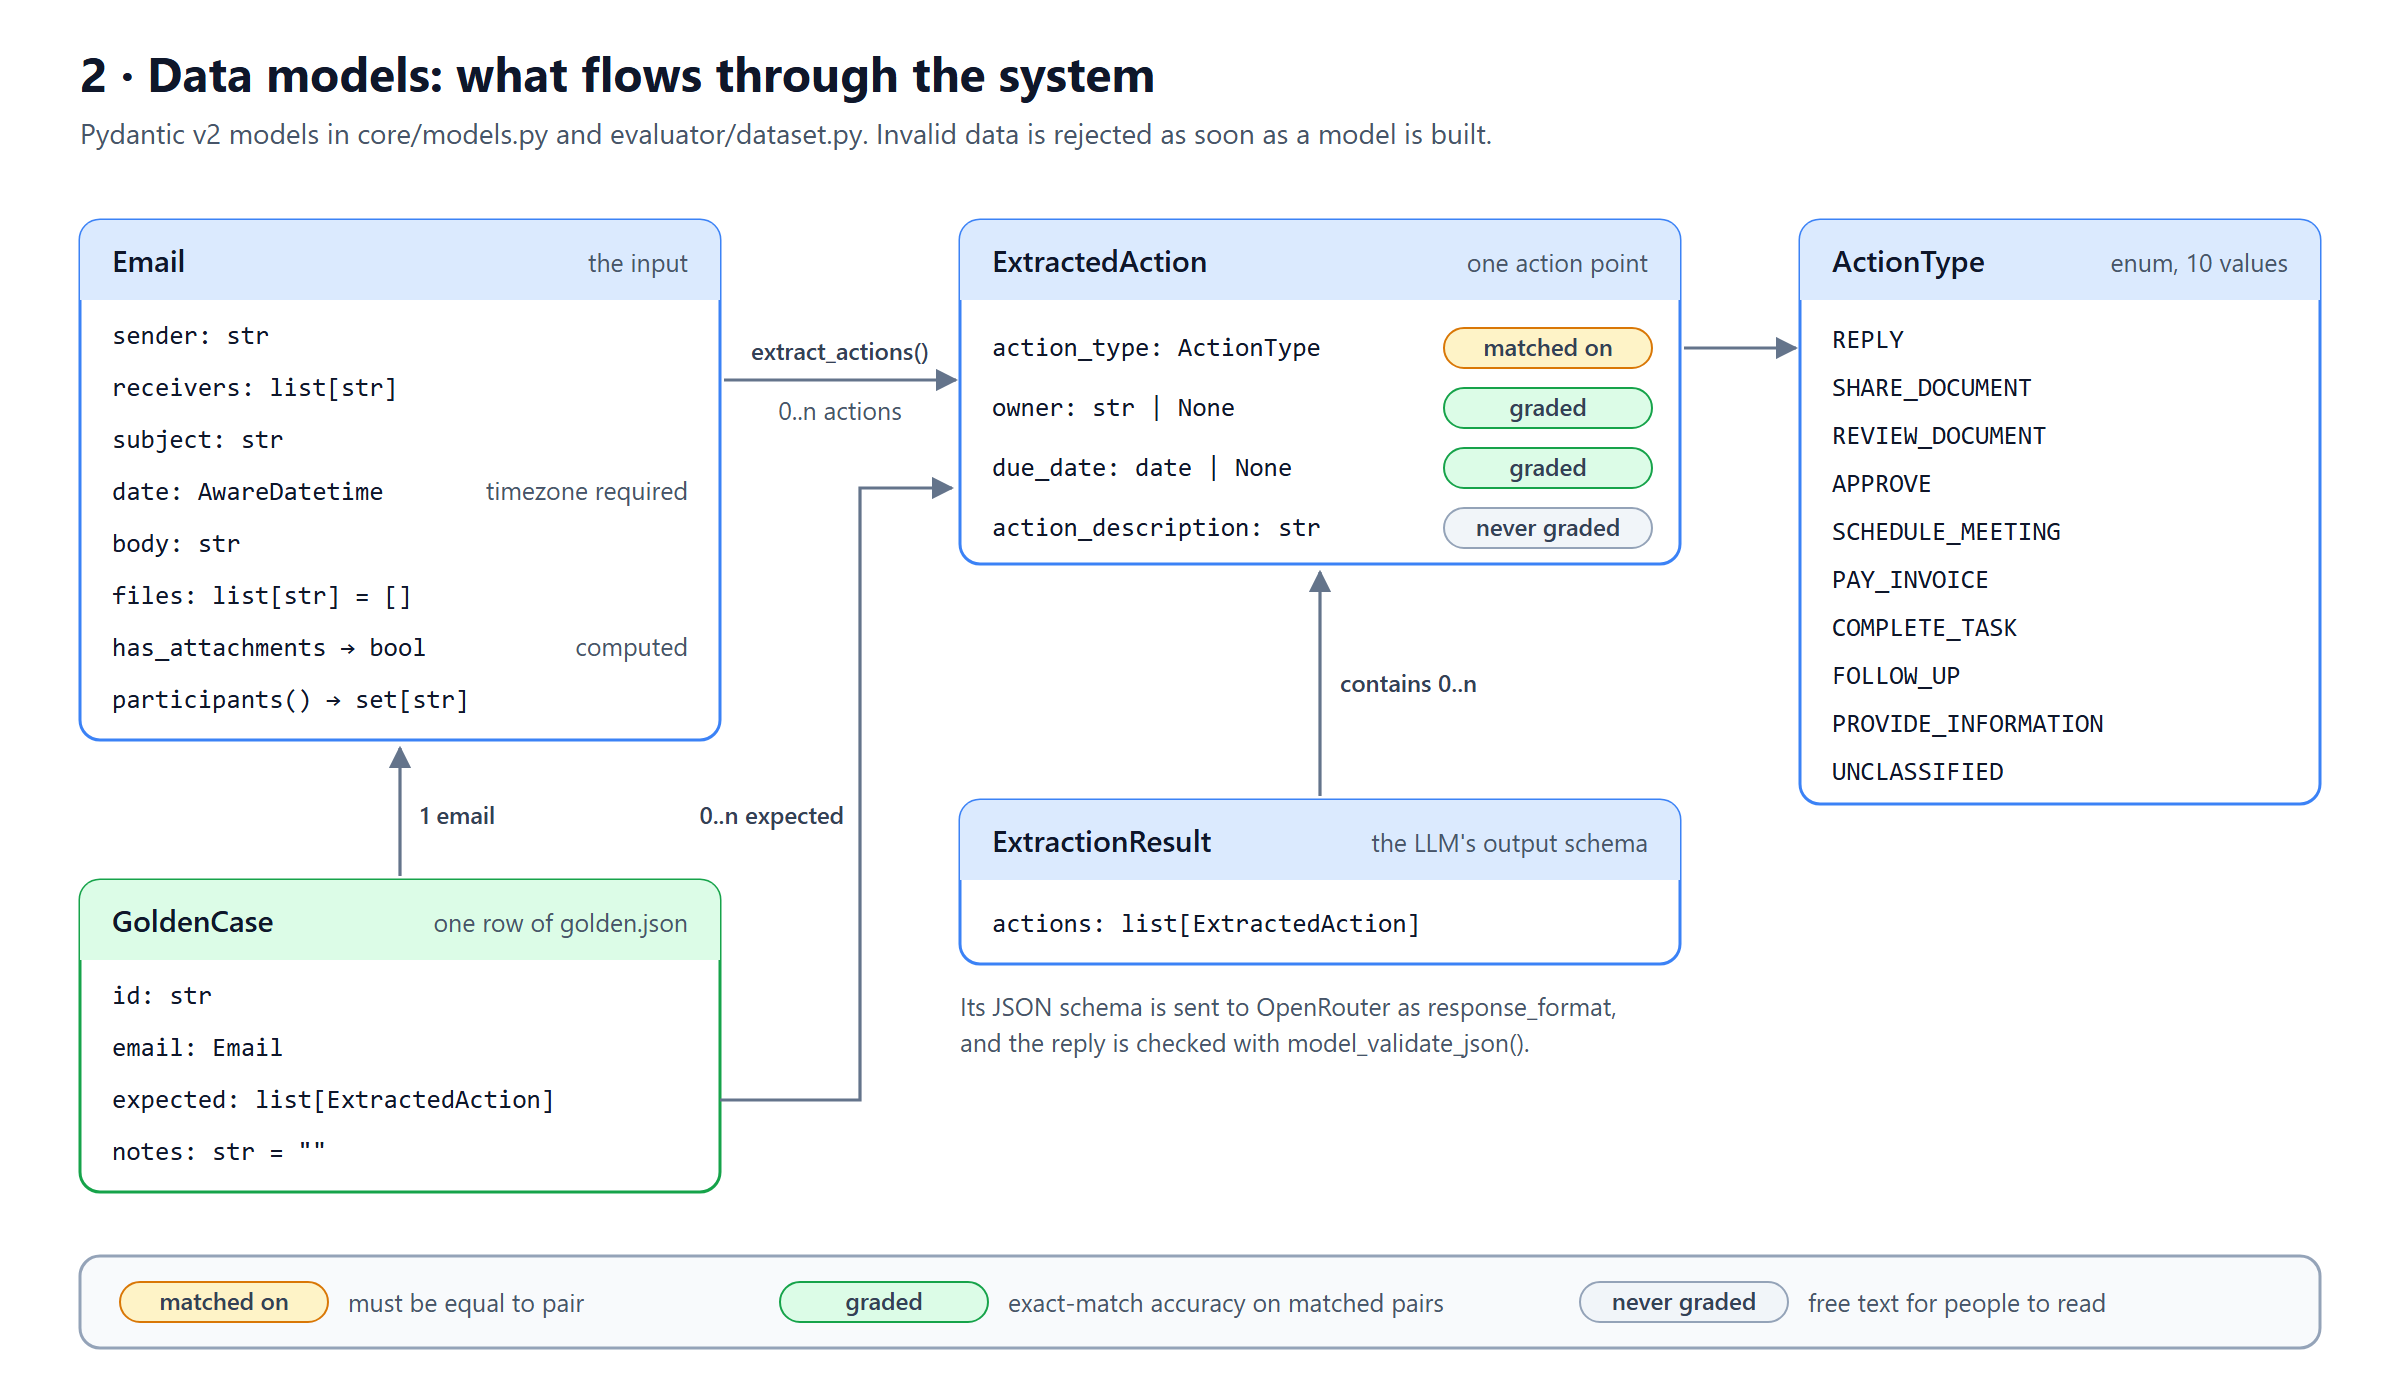 2 · Data models: what flows through the system
Pydantic v2 models in core/models.py and evaluator/dataset.py. Invalid data is rejected as soon as a model is built.
Email the input
sender: str
receivers: list[str]
subject: str
date: AwareDatetime timezone required
body: str
files: list[str] = []
has_attachments → bool computed
participants() → set[str]
extract_actions()
0..n actions
ExtractedAction one action point
action_type: ActionType matched on
owner: str | None graded
due_date: date | None graded
action_description: str never graded
ActionType enum, 10 values
REPLY
SHARE_DOCUMENT
REVIEW_DOCUMENT
APPROVE
SCHEDULE_MEETING
PAY_INVOICE
COMPLETE_TASK
FOLLOW_UP
PROVIDE_INFORMATION
UNCLASSIFIED
contains 0..n
1 email
0..n expected
ExtractionResult the LLM's output schema
actions: list[ExtractedAction]
Its JSON schema is sent to OpenRouter as response_format,
and the reply is checked with model_validate_json().
GoldenCase one row of golden.json
id: str
email: Email
expected: list[ExtractedAction]
notes: str = ""
matched on must be equal to pair
graded exact-match accuracy on matched pairs
never graded free text for people to read